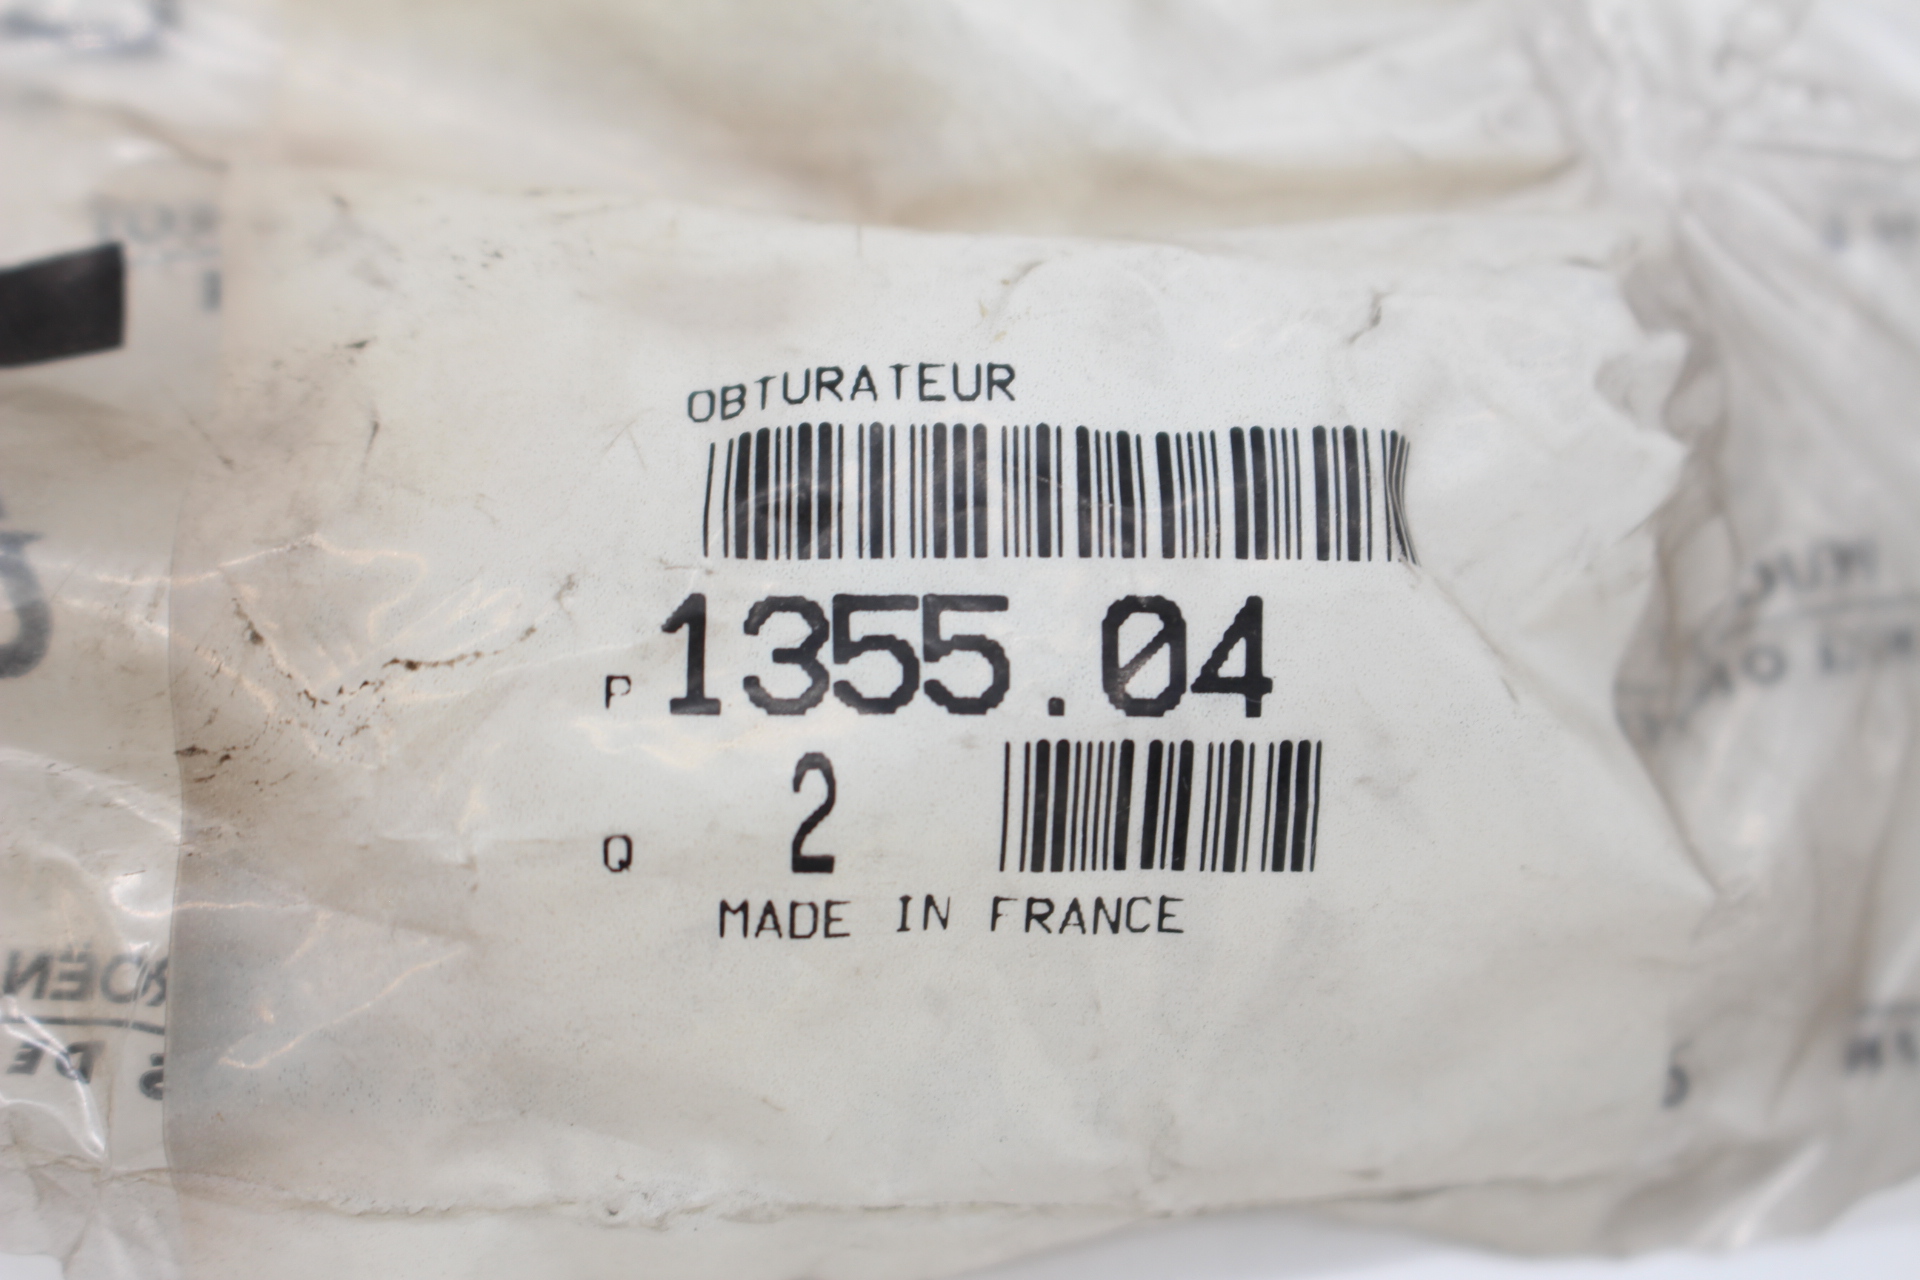 OBTURATEUR
P 1355.04
Q 2
MADE IN FRANCE